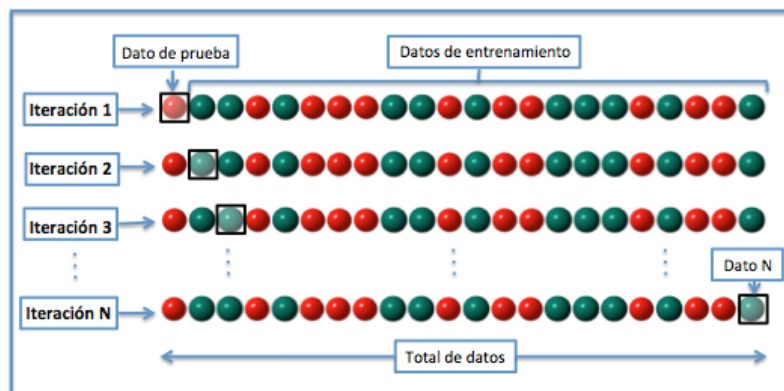 Dato de prueba
Datos de entrenamiento
Iteración 1
Iteración 2
Iteración 3
Dato N
Iteración N
Total de datos